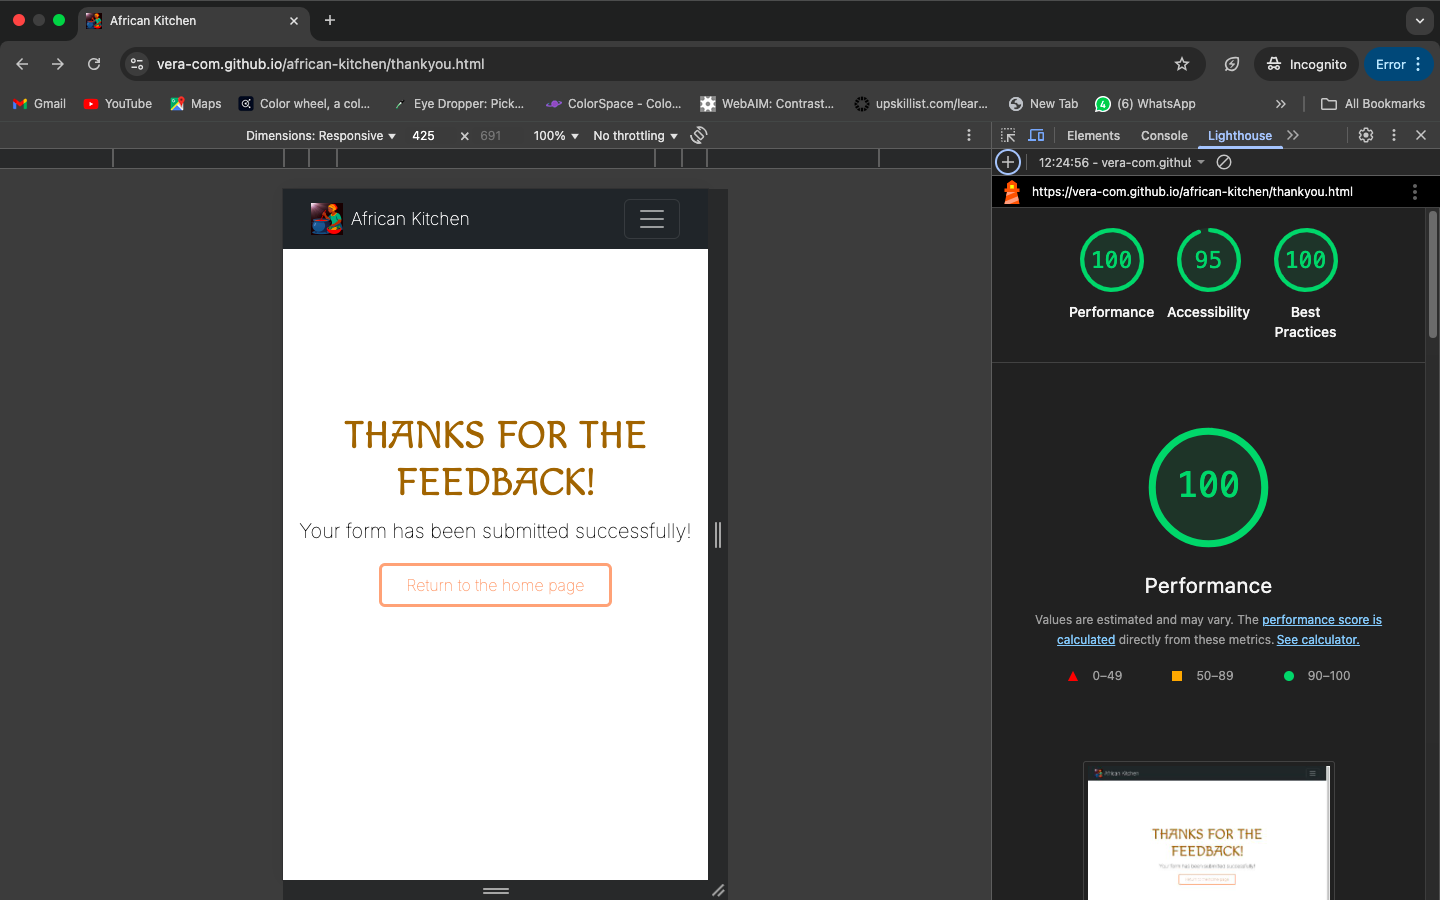 African Kitchen
vera-com.github.io/african-kitchen/thankyou.html
Incognito
Error
Gmail
YouTube
Maps
Color wheel, a col...
Eye Dropper: Pick...
ColorSpace - Colo...
WebAIM: Contrast...
upskillist.com/lear...
New Tab
(6) WhatsApp
All Bookmarks
Dimensions: Responsive
425
×
691
100%
No throttling
Elements
Console
Lighthouse
12:24:56 - vera-com.githul
https://vera-com.github.io/african-kitchen/thankyou.html
African Kitchen
THANKS FOR THE
FEEDBACK!
Your form has been submitted successfully!
Return to the home page
100
95
100
Performance
Accessibility
Best
Practices
100
Performance
Values are estimated and may vary. The performance score is
calculated directly from these metrics. See calculator.
0–49
50–89
90–100
African Kitchen
THANKS FOR THE
FEEDBACK!
Your form has been submitted successfully!